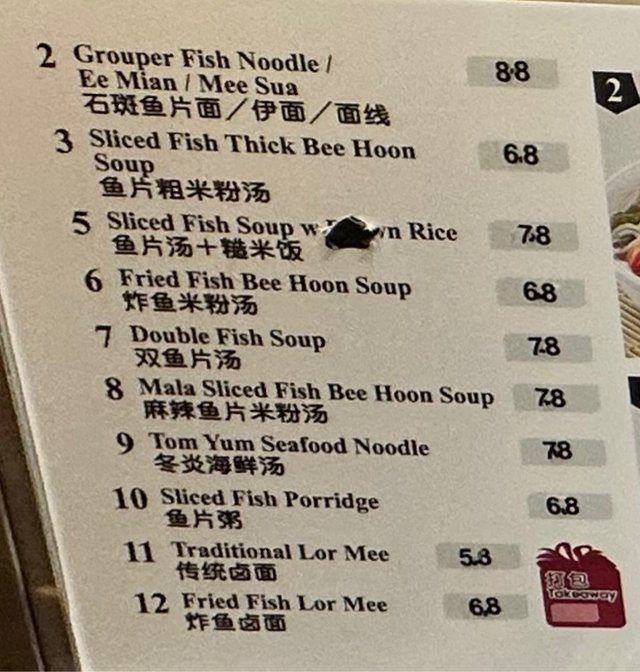 2 Grouper Fish Noodle / 8.8
Ee Mian / Mee Sua
石斑鱼片面／伊面／面线
2
3 Sliced Fish Thick Bee Hoon 6.8
Soup
鱼片粗米粉汤
5 Sliced Fish Soup Rice 7.8
鱼片汤＋糙米饭
6 Fried Fish Bee Hoon Soup 6.8
炸鱼米粉汤
7 Double Fish Soup 7.8
双鱼片汤
8 Mala Sliced Fish Bee Hoon Soup 7.8
麻辣鱼片米粉汤
9 Tom Yum Seafood Noodle 7.8
冬炎海鲜汤
10 Sliced Fish Porridge 6.8
鱼片粥
11 Traditional Lor Mee 5.8
传统卤面
打包
Takeaway
12 Fried Fish Lor Mee 6.8
炸鱼卤面